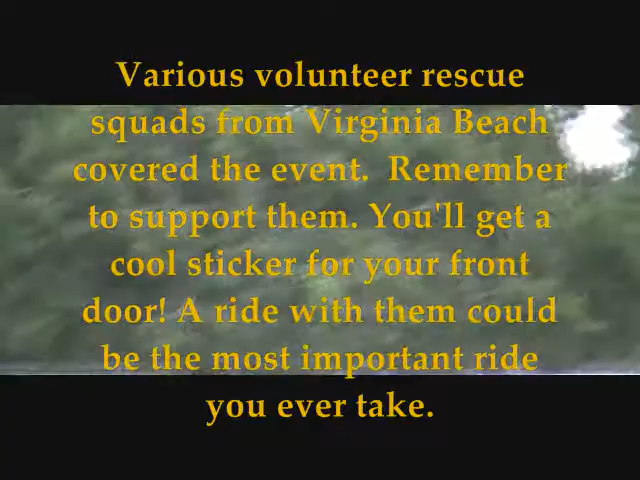 Various volunteer rescue
squads from Virginia Beach
covered the event.  Remember
to support them. You'll get a
cool sticker for your front
door! A ride with them could
be the most important ride
you ever take.